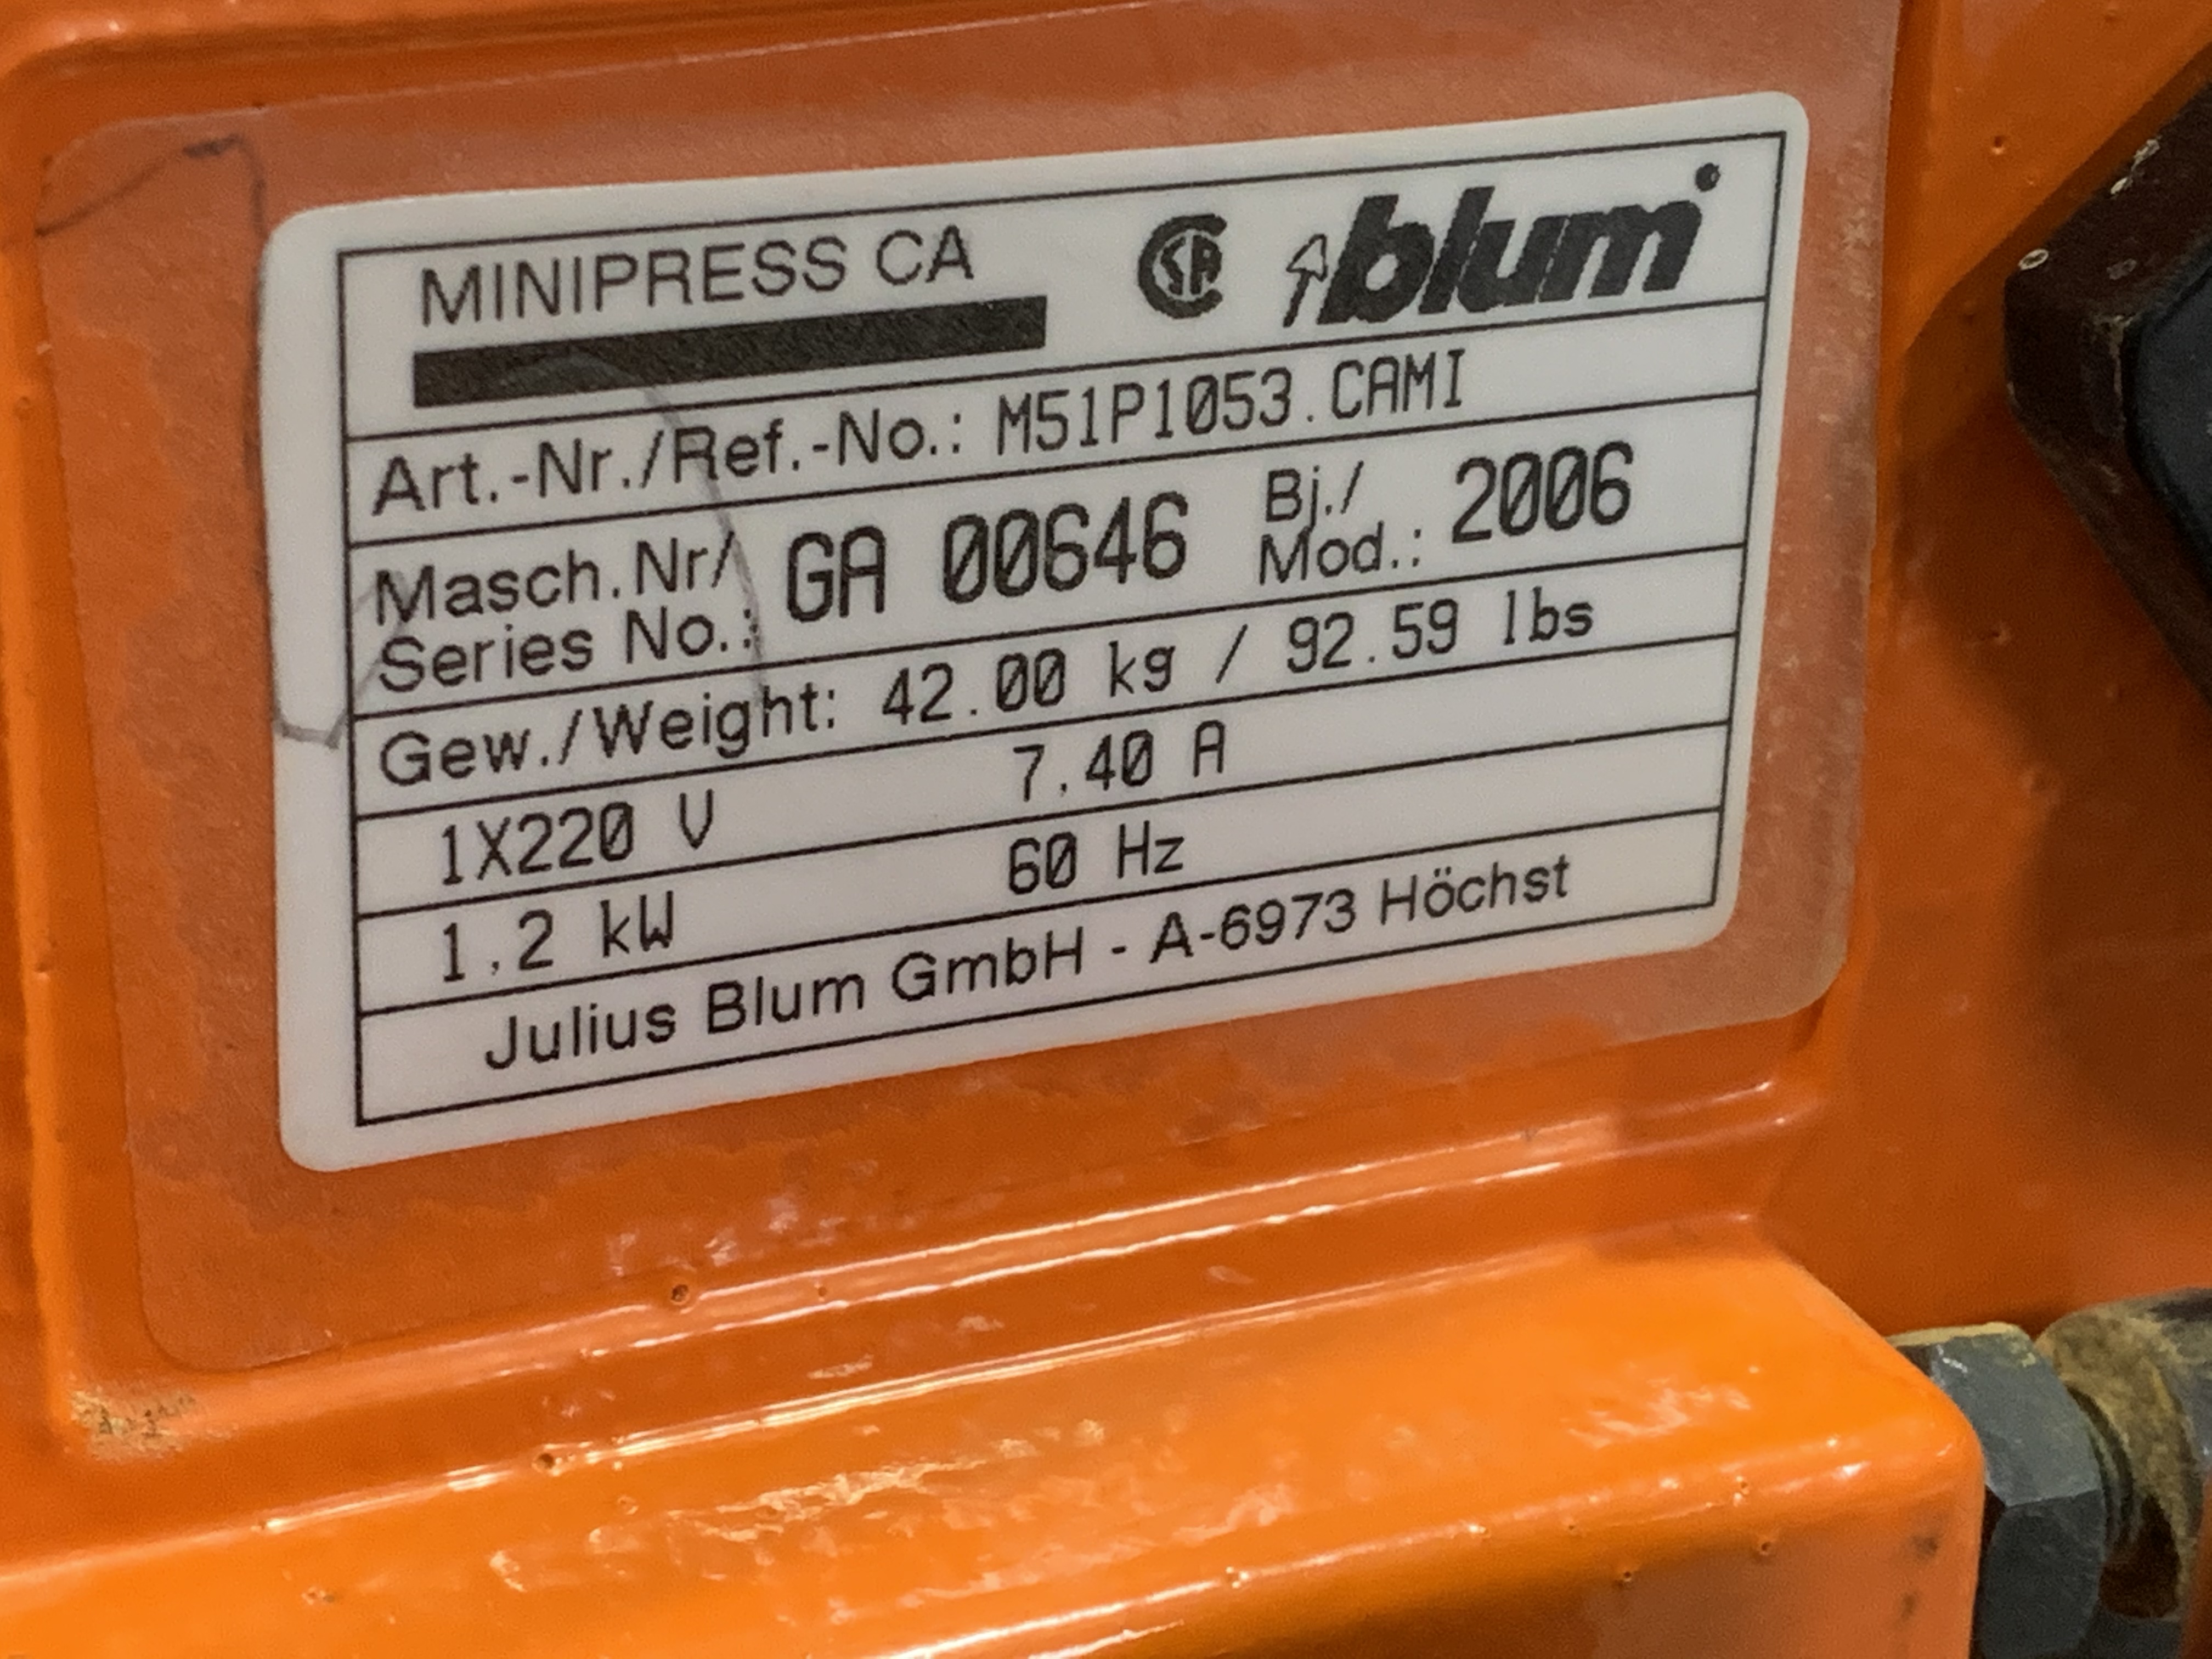 MINIPRESS CA
CSA
blum
Art.-Nr./Ref.-No.: M51P1053.CAMI
Masch.Nr/ Series No.: GA 00646 Bj./ Mod.: 2006
Gew./Weight: 42.00 kg / 92.59 lbs
1X220 V 7.40 A
1.2 kW 60 Hz
Julius Blum GmbH - A-6973 Höchst